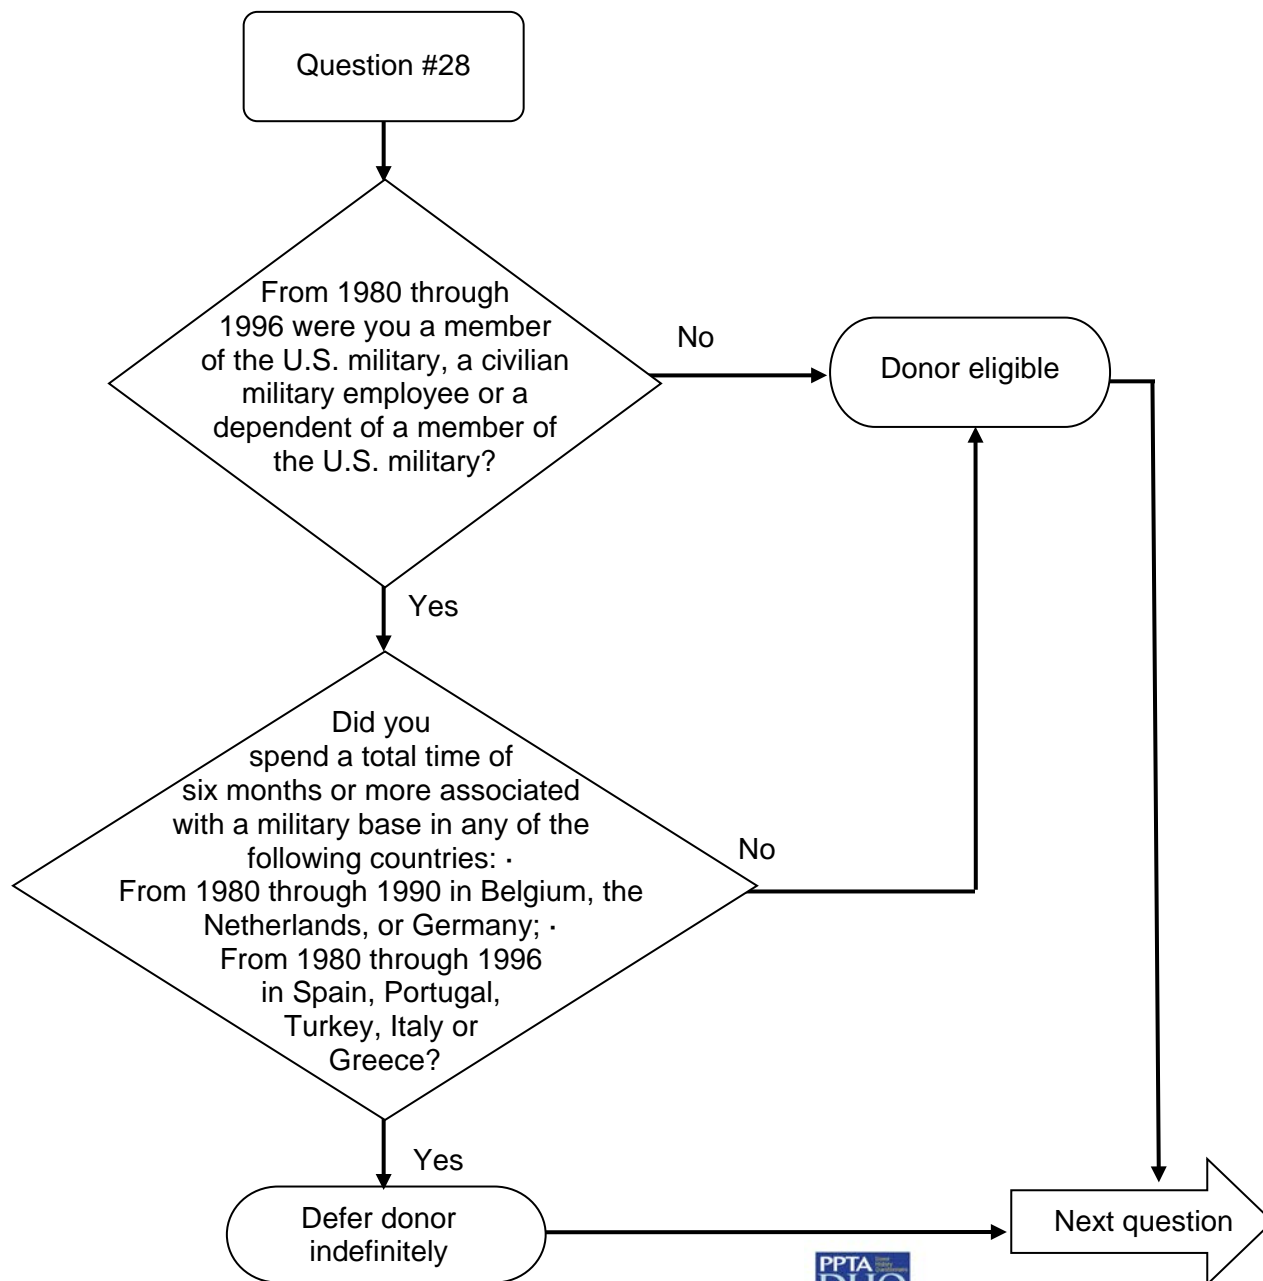 Question #28
From 1980 through
1996 were you a member
of the U.S. military, a civilian
military employee or a
dependent of a member of
the U.S. military?
No
Donor eligible
Yes
Did you
spend a total time of
six months or more associated
with a military base in any of the
following countries: ·
From 1980 through 1990 in Belgium, the
Netherlands, or Germany; ·
From 1980 through 1996
in Spain, Portugal,
Turkey, Italy or
Greece?
No
Yes
Defer donor
indefinitely
Next question
PPTA